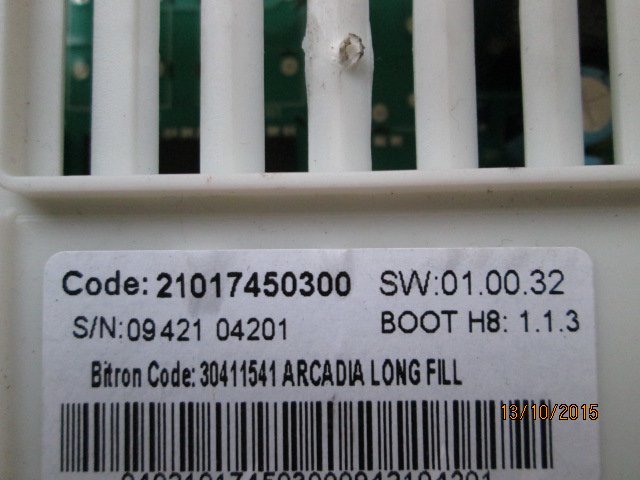 Code: 21017450300 SW:01.00.32
S/N:09421 04201 BOOT H8: 1.1.3
Bitron Code: 30411541 ARCADIA LONG FILL
13/10/2015